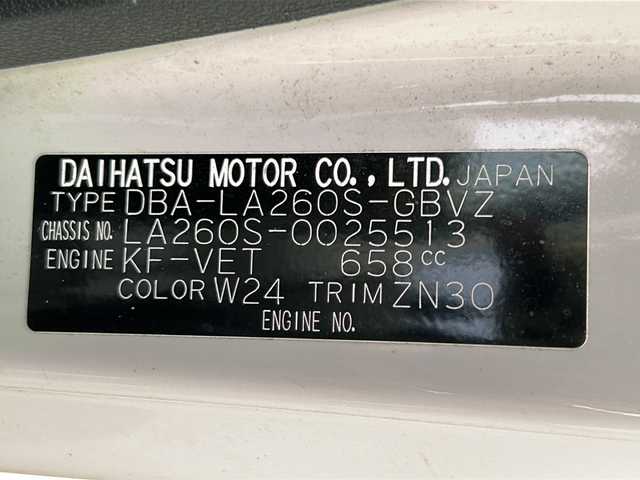 DAIHATSU MOTOR CO., LTD. JAPAN
TYPE DBA-LA260S-GBVZ
CHASSIS NO. LA260S-0025513
ENGINE KF-VET 658cc
COLOR W24 TRIM ZN30
ENGINE NO.